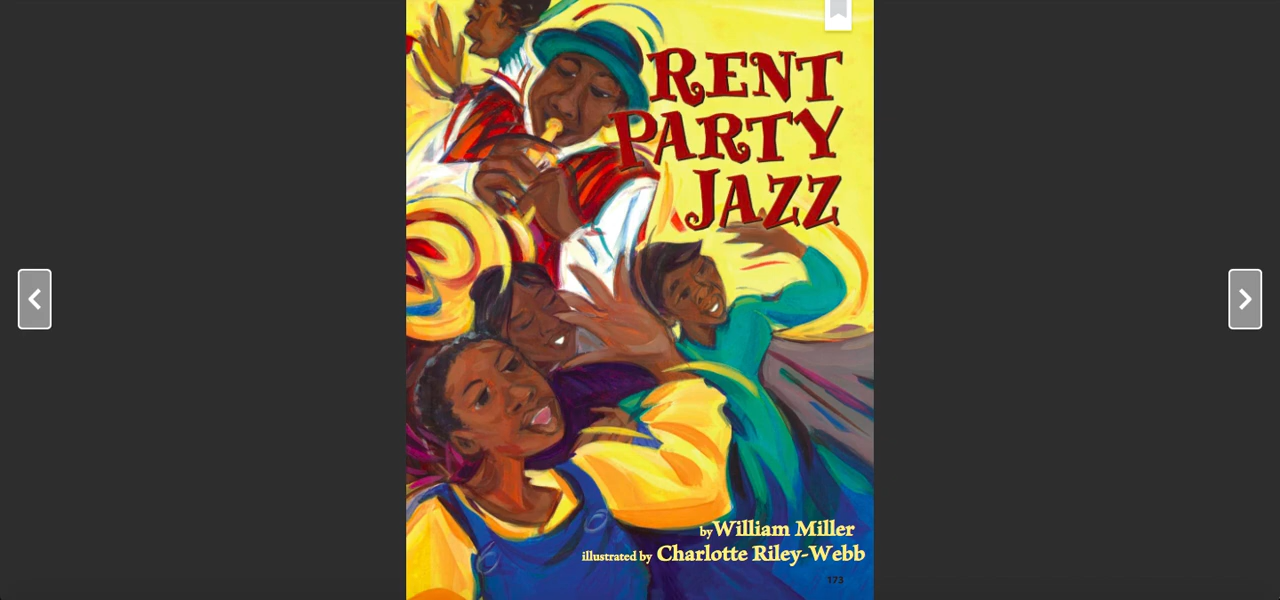 RENT
PARTY
JAZZ
by William Miller
illustrated by Charlotte Riley-Webb
173